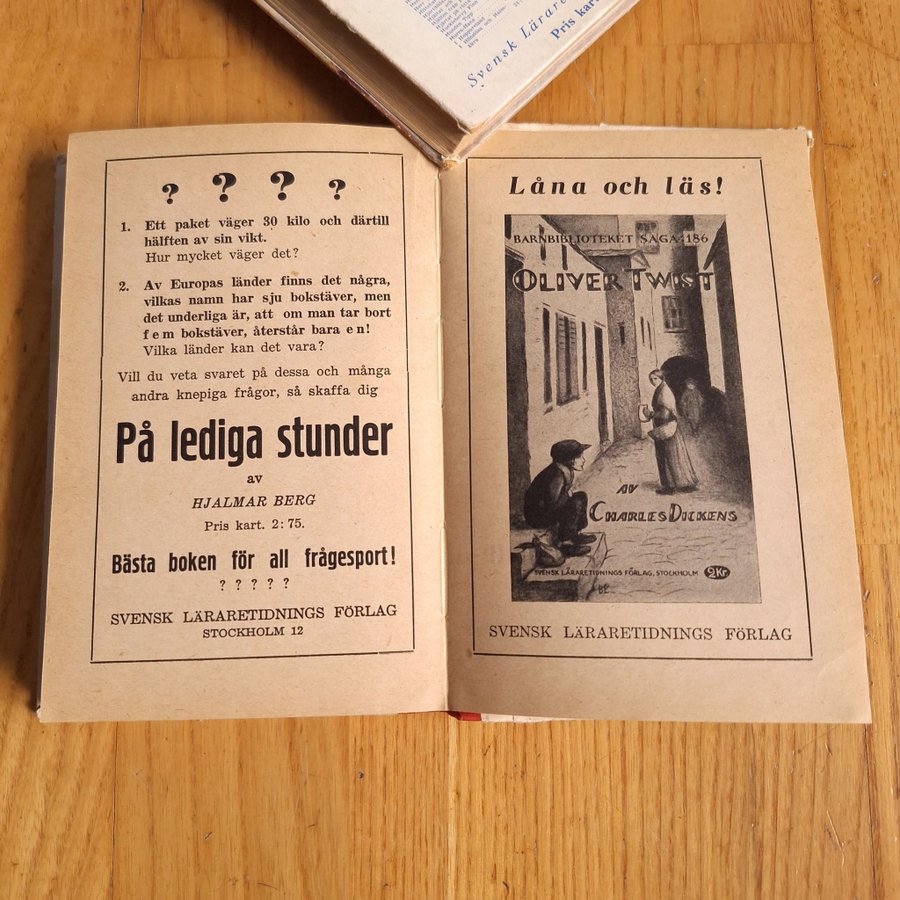 Svensk Lärare
Pris kar
? ? ? ?
1. Ett paket väger 30 kilo och därtill
hälften av sin vikt.
Hur mycket väger det?
2. Av Europas länder finns det några,
vilkas namn har sju bokstäver, men
det underliga är, att om man tar bort
fem bokstäver, återstår bara en!
Vilka länder kan det vara?
Vill du veta svaret på dessa och många
andra knepiga frågor, så skaffa dig
På lediga stunder
av
HJALMAR BERG
Pris kart. 2:75.
Bästa boken för all frågesport!
? ? ? ? ?
SVENSK LÄRARETIDNINGS FÖRLAG
STOCKHOLM 12
Låna och läs!
BARNBIBLIOTEKET SAGA 186
OLIVER TWIST
AV
CHARLES DICKENS
SVENSK LÄRARETIDNINGS FÖRLAG, STOCKHOLM 2 Kr
SVENSK LÄRARETIDNINGS FÖRLAG